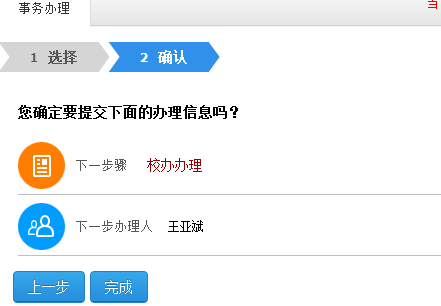 事务办理
1 选择
2 确认
您确定要提交下面的办理信息吗？
下一步骤 校办办理
下一步办理人 王亚斌
上一步 完成